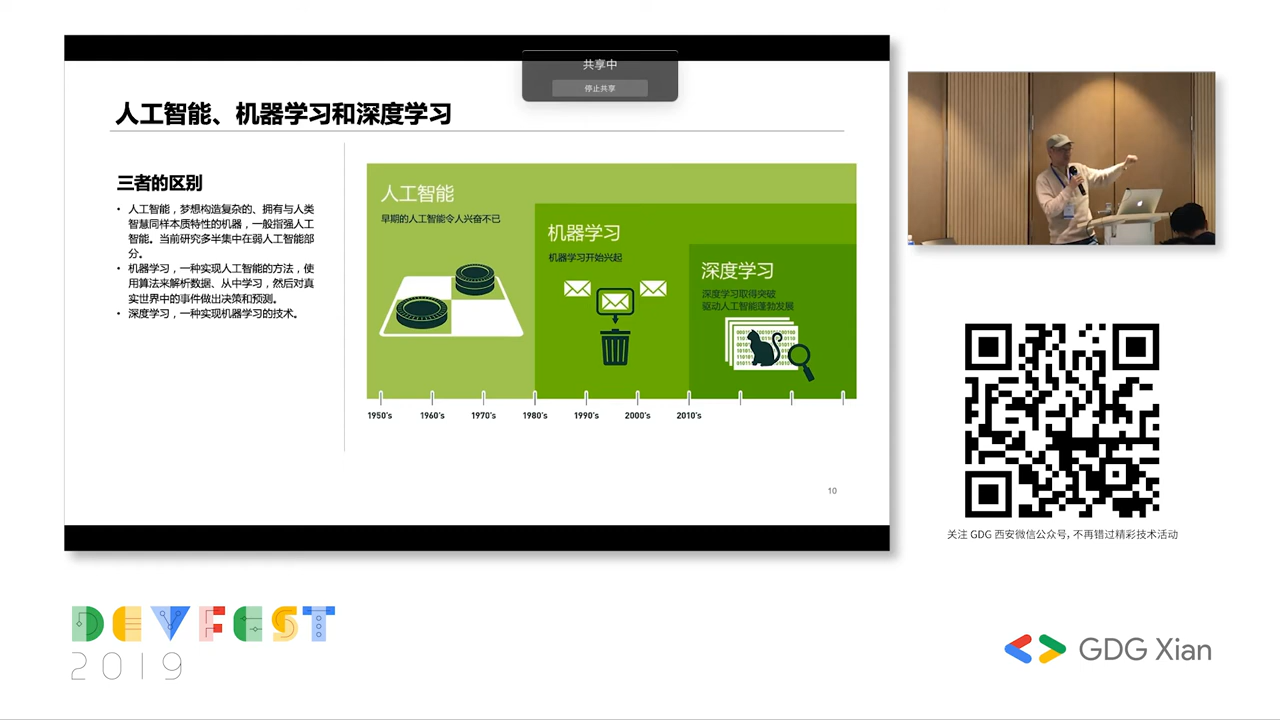 共享中
停止共享
人工智能、机器学习和深度学习
三者的区别
• 人工智能，梦想构造复杂的、拥有与人类
智慧同样本质特性的机器，一般指强人工
智能。当前研究多半集中在弱人工智能部
分。
• 机器学习，一种实现人工智能的方法，使
用算法来解析数据、从中学习，然后对真
实世界中的事件做出决策和预测。
• 深度学习，一种实现机器学习的技术。
人工智能
早期的人工智能令人兴奋不已
机器学习
机器学习开始兴起
深度学习
深度学习取得突破
驱动人工智能蓬勃发展
1950's 1960's 1970's 1980's 1990's 2000's 2010's
10
关注 GDG 西安微信公众号, 不再错过精彩技术活动
DEVFEST
2019
GDG Xian